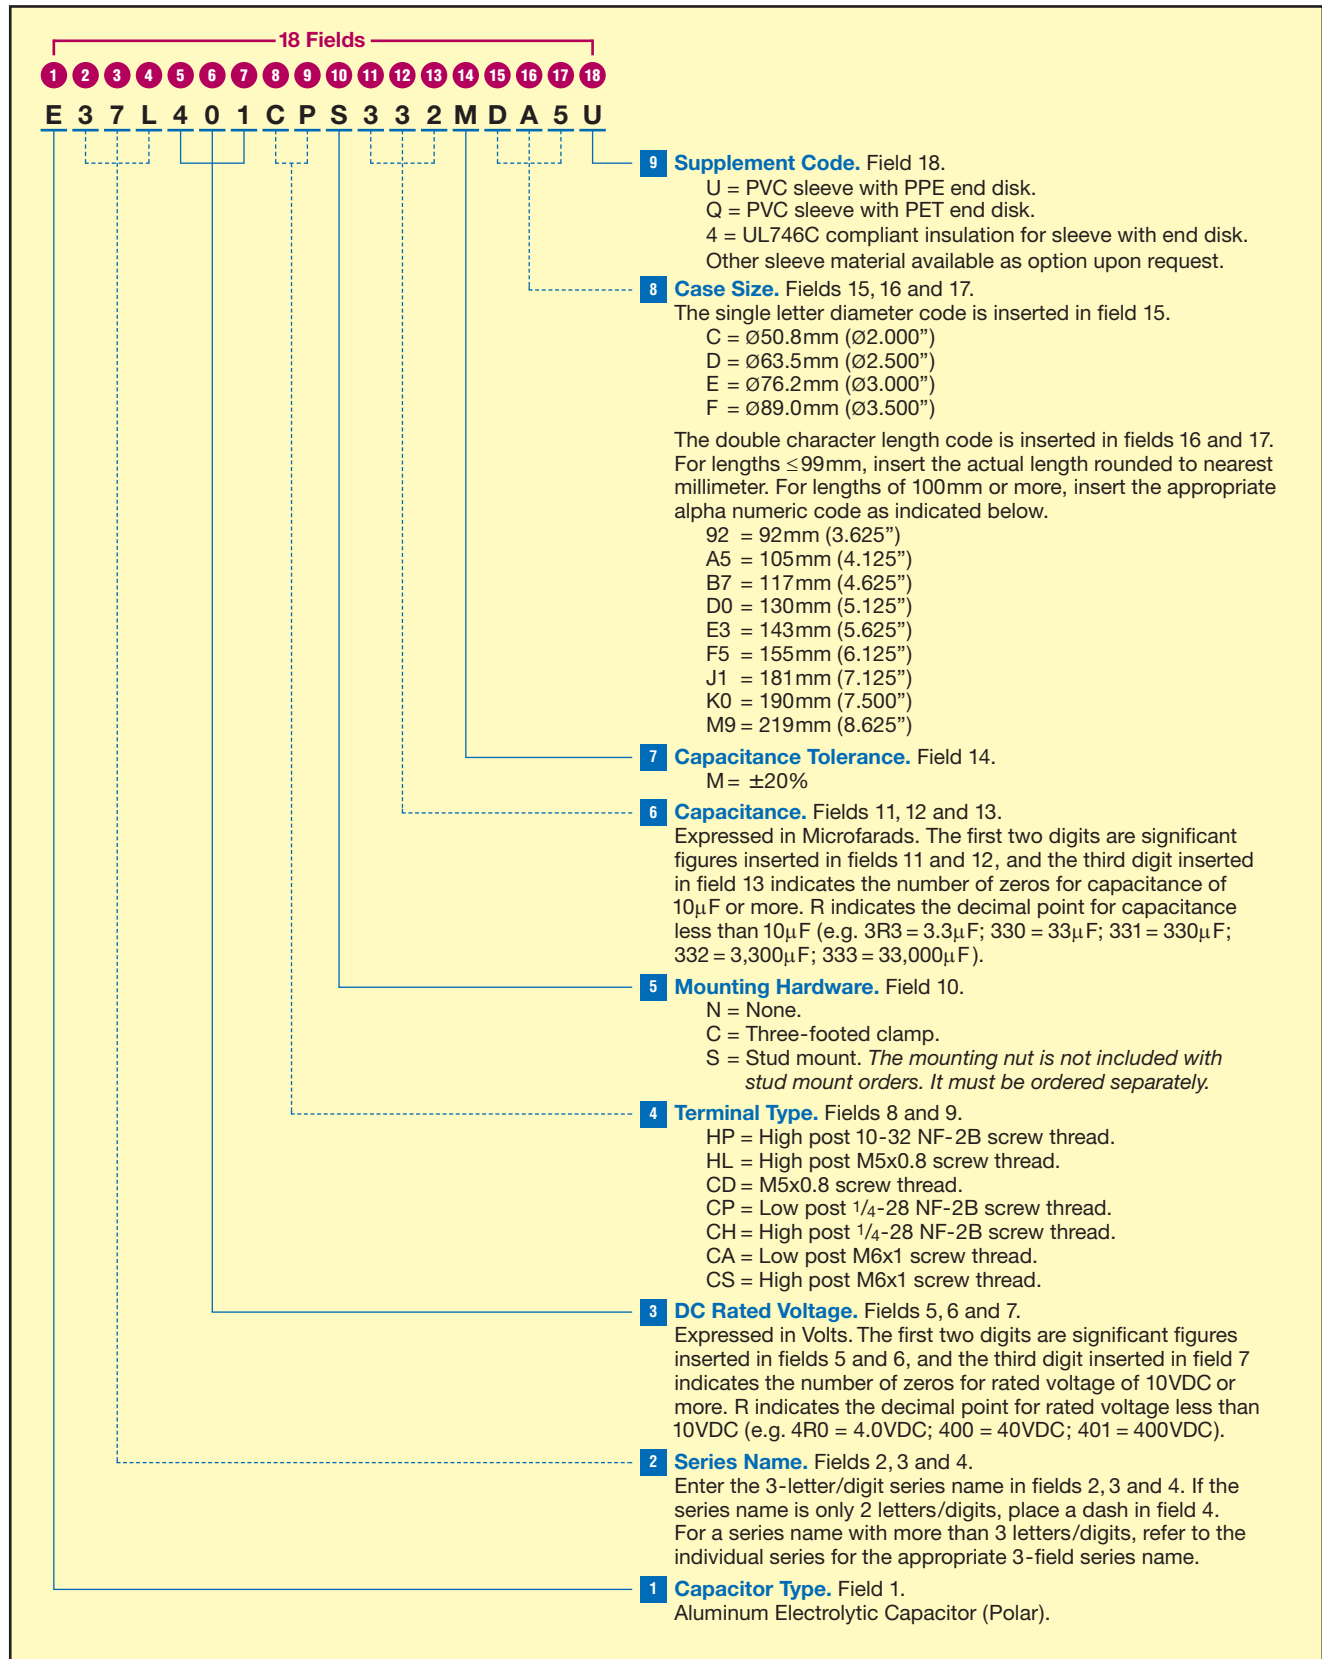 18 Fields
1 2 3 4 5 6 7 8 9 10 11 12 13 14 15 16 17 18
E 3 7 L 4 0 1 C P S 3 3 2 M D A 5 U
9 Supplement Code. Field 18.
U = PVC sleeve with PPE end disk.
Q = PVC sleeve with PET end disk.
4 = UL746C compliant insulation for sleeve with end disk.
Other sleeve material available as option upon request.
8 Case Size. Fields 15, 16 and 17.
The single letter diameter code is inserted in field 15.
C = Ø50.8mm (Ø2.000”)
D = Ø63.5mm (Ø2.500”)
E = Ø76.2mm (Ø3.000”)
F = Ø89.0mm (Ø3.500”)
The double character length code is inserted in fields 16 and 17.
For lengths ≤99mm, insert the actual length rounded to nearest
millimeter. For lengths of 100mm or more, insert the appropriate
alpha numeric code as indicated below.
92 = 92mm (3.625”)
A5 = 105mm (4.125”)
B7 = 117mm (4.625”)
D0 = 130mm (5.125”)
E3 = 143mm (5.625”)
F5 = 155mm (6.125”)
J1 = 181mm (7.125”)
K0 = 190mm (7.500”)
M9 = 219mm (8.625”)
7 Capacitance Tolerance. Field 14.
M = ±20%
6 Capacitance. Fields 11, 12 and 13.
Expressed in Microfarads. The first two digits are significant
figures inserted in fields 11 and 12, and the third digit inserted
in field 13 indicates the number of zeros for capacitance of
10µF or more. R indicates the decimal point for capacitance
less than 10µF (e.g. 3R3 = 3.3µF; 330 = 33µF; 331 = 330µF;
332 = 3,300µF; 333 = 33,000µF).
5 Mounting Hardware. Field 10.
N = None.
C = Three-footed clamp.
S = Stud mount. The mounting nut is not included with
stud mount orders. It must be ordered separately.
4 Terminal Type. Fields 8 and 9.
HP = High post 10-32 NF-2B screw thread.
HL = High post M5x0.8 screw thread.
CD = M5x0.8 screw thread.
CP = Low post 1/4-28 NF-2B screw thread.
CH = High post 1/4-28 NF-2B screw thread.
CA = Low post M6x1 screw thread.
CS = High post M6x1 screw thread.
3 DC Rated Voltage. Fields 5, 6 and 7.
Expressed in Volts. The first two digits are significant figures
inserted in fields 5 and 6, and the third digit inserted in field 7
indicates the number of zeros for rated voltage of 10VDC or
more. R indicates the decimal point for rated voltage less than
10VDC (e.g. 4R0 = 4.0VDC; 400 = 40VDC; 401 = 400VDC).
2 Series Name. Fields 2, 3 and 4.
Enter the 3-letter/digit series name in fields 2, 3 and 4. If the
series name is only 2 letters/digits, place a dash in field 4.
For a series name with more than 3 letters/digits, refer to the
individual series for the appropriate 3-field series name.
1 Capacitor Type. Field 1.
Aluminum Electrolytic Capacitor (Polar).